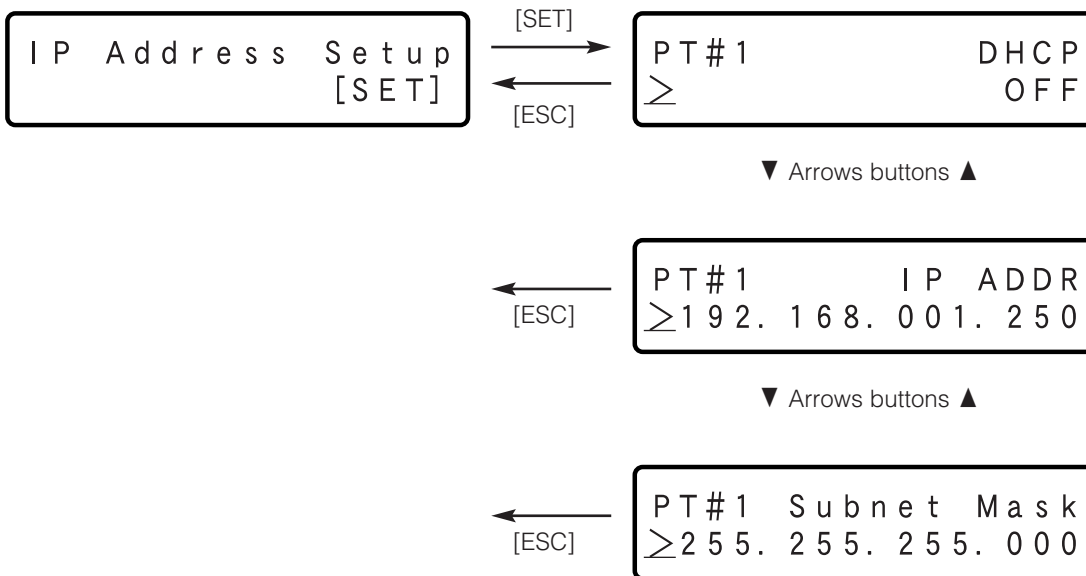 IP Address Setup
[SET]
[SET]
[ESC]
PT#1 DHCP
> OFF
▼ Arrows buttons ▲
[ESC]
PT#1 IP ADDR
>192. 168. 001. 250
▼ Arrows buttons ▲
[ESC]
PT#1 Subnet Mask
>255. 255. 255. 000